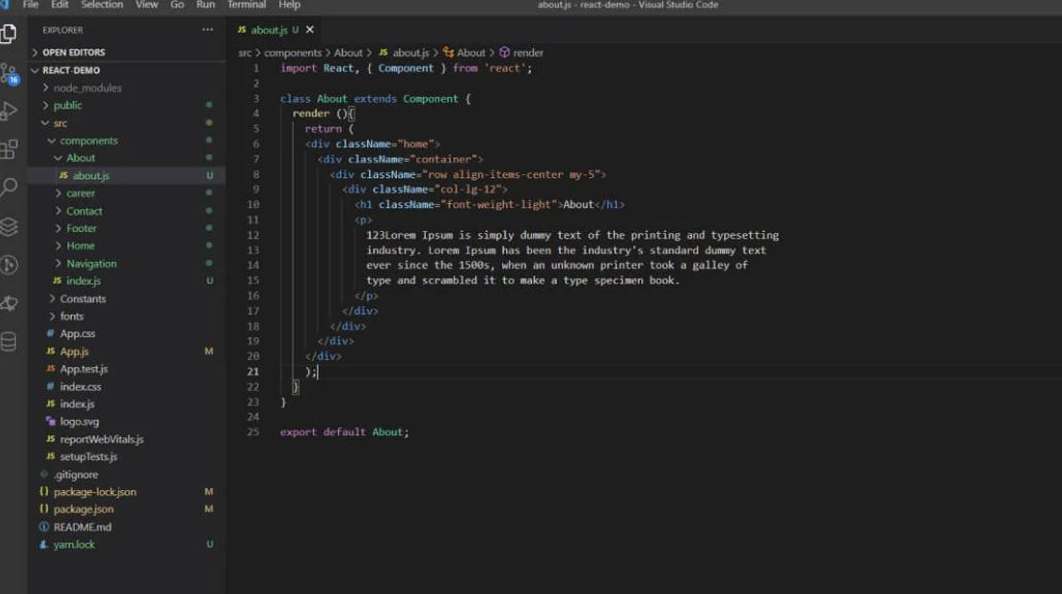 File Edit Selection View Go Run Terminal Help
about.js - react-demo - Visual Studio Code
EXPLORER
OPEN EDITORS
REACT-DEMO
node_modules
public
src
components
About
JS about.js U
career
Contact
Footer
Home
Navigation
JS index.js U
Constants
fonts
# App.css
JS App.js M
JS App.test.js
# index.css
JS index.js
logo.svg
JS reportWebVitals.js
JS setupTests.js
.gitignore
{} package-lock.json M
{} package.json M
README.md
yarn.lock U
16
JS about.js U
src > components > About > JS about.js > About > render
1 import React, { Component } from 'react';
2
3 class About extends Component {
4 render (){
5 return (
6 <div className="home">
7 <div className="container">
8 <div className="row align-items-center my-5">
9 <div className="col-lg-12">
10 <h1 className="font-weight-light">About</h1>
11 <p>
12 123Lorem Ipsum is simply dummy text of the printing and typesetting
13 industry. Lorem Ipsum has been the industry's standard dummy text
14 ever since the 1500s, when an unknown printer took a galley of
15 type and scrambled it to make a type specimen book.
16 </p>
17 </div>
18 </div>
19 </div>
20 </div>
21 );
22 }
23 }
24
25 export default About;